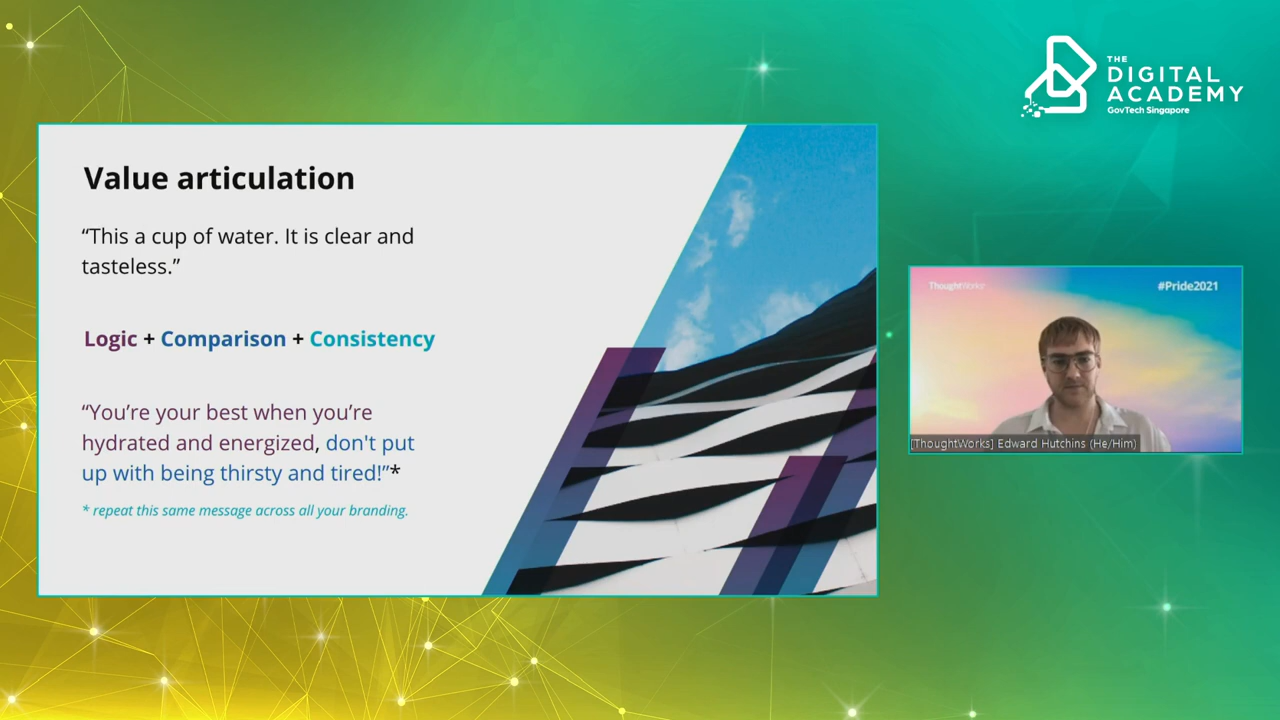 THE
DIGITAL
ACADEMY
GovTech Singapore
Value articulation
“This a cup of water. It is clear and
tasteless.”
Logic + Comparison + Consistency
“You’re your best when you’re
hydrated and energized, don't put
up with being thirsty and tired!”*
* repeat this same message across all your branding.
ThoughtWorks
#Pride2021
[ThoughtWorks] Edward Hutchins (He/Him)